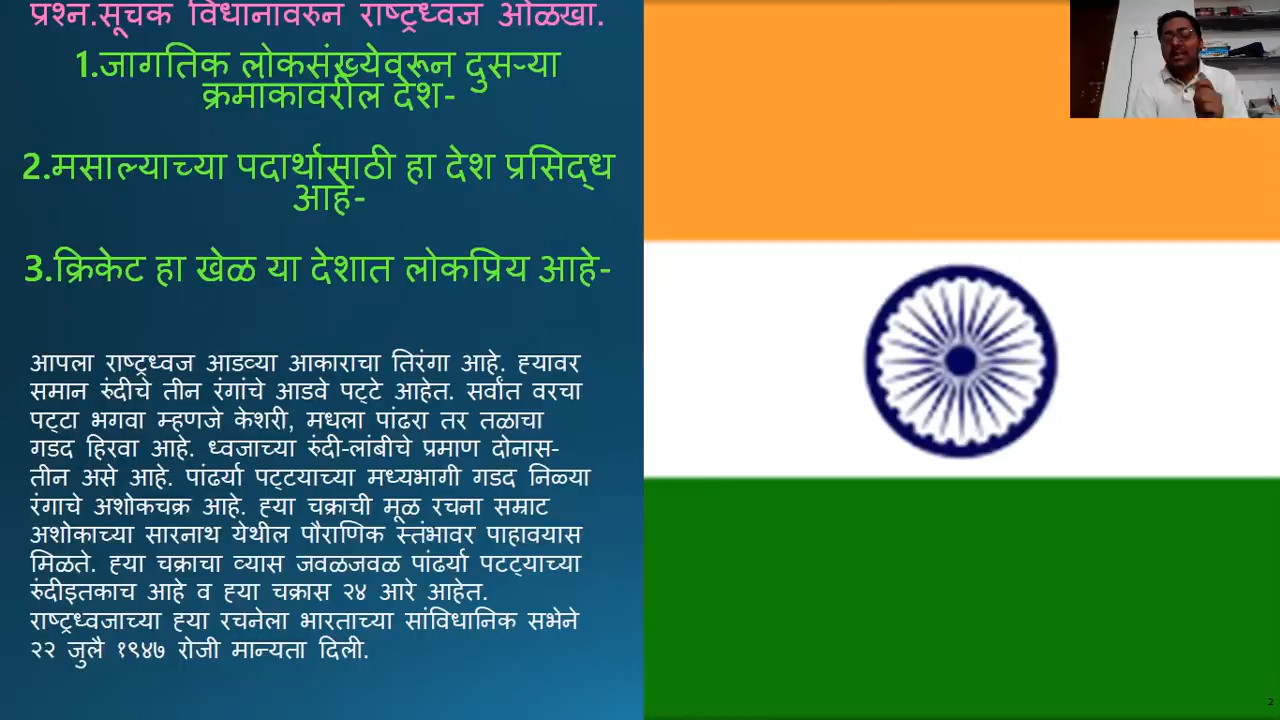 प्रश्न.सूचक विधानावरुन राष्ट्रध्वज ओळखा.
1.जागतिक लोकसंख्येवरून दुसऱ्या
क्रमांकावरील देश-
2.मसाल्याच्या पदार्थासाठी हा देश प्रसिद्ध
आहे-
3.क्रिकेट हा खेळ या देशात लोकप्रिय आहे-
आपला राष्ट्रध्वज आडव्या आकाराचा तिरंगा आहे. ह्यावर
समान रुंदीचे तीन रंगांचे आडवे पट्टे आहेत. सर्वांत वरचा
पट्टा भगवा म्हणजे केशरी, मधला पांढरा तर तळाचा
गडद हिरवा आहे. ध्वजाच्या रुंदी-लांबीचे प्रमाण दोनास-
तीन असे आहे. पांढर्या पट्टयाच्या मध्यभागी गडद निळ्या
रंगाचे अशोकचक्र आहे. ह्या चक्राची मूळ रचना सम्राट
अशोकाच्या सारनाथ येथील पौराणिक स्तंभावर पाहावयास
मिळते. ह्या चक्राचा व्यास जवळजवळ पांढर्या पटट्याच्या
रुंदीइतकाच आहे व ह्या चक्रास २४ आरे आहेत.
राष्ट्रध्वजाच्या ह्या रचनेला भारताच्या सांविधानिक सभेने
२२ जुलै १९४७ रोजी मान्यता दिली.
2